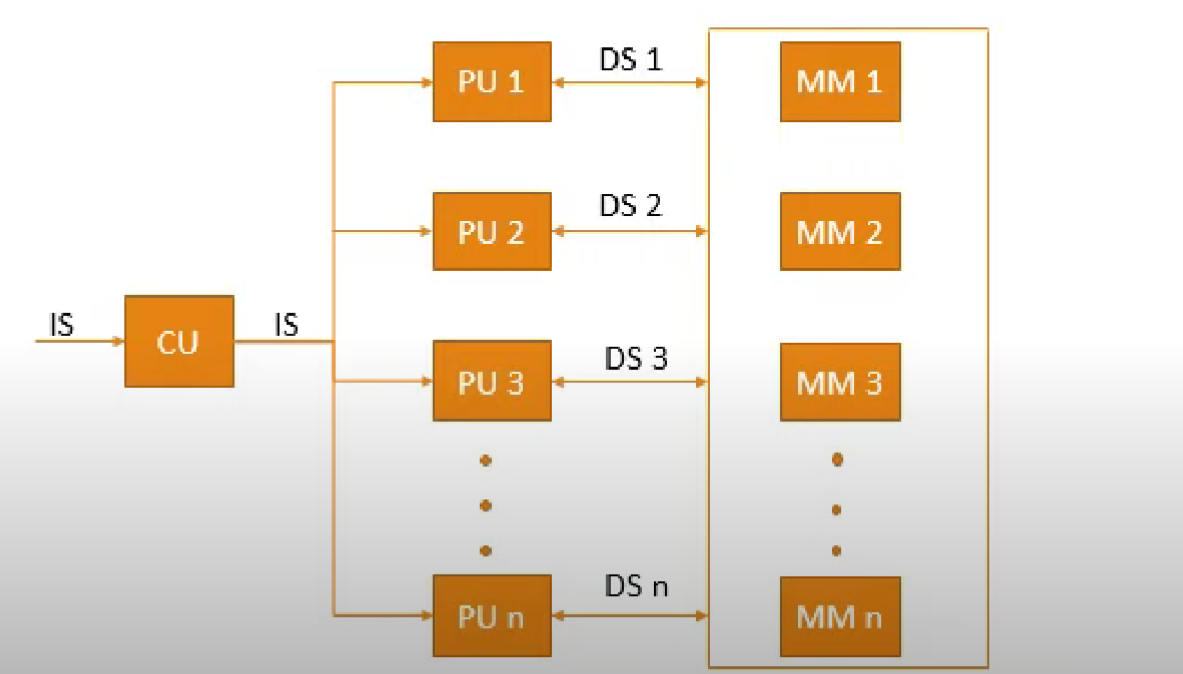 DS 1
PU 1
MM 1
DS 2
PU 2
MM 2
IS
CU
IS
DS 3
PU 3
MM 3
DS n
PU n
MM n